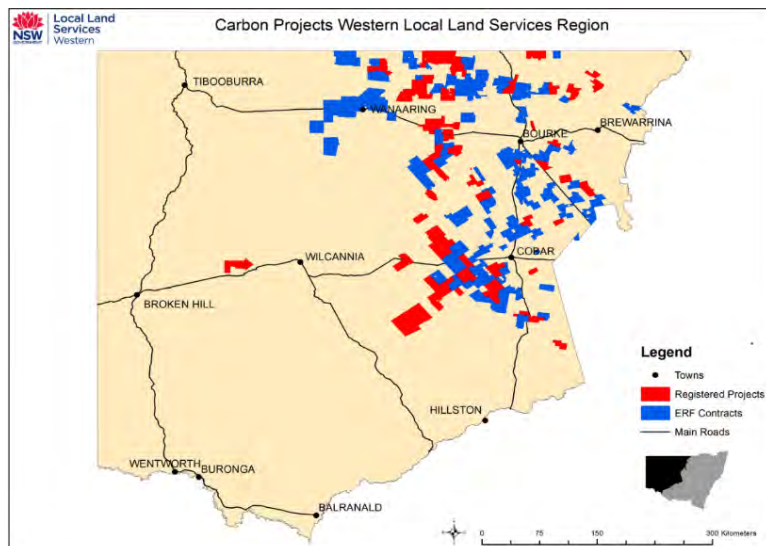 NSW
GOVERNMENT
Local Land
Services
Western
Carbon Projects Western Local Land Services Region
TIBOOBURRA
WANAARING
BREWARRINA
BOURKE
WILCANNIA
COBAR
BROKEN HILL
Legend
Towns
Registered Projects
ERF Contracts
Main Roads
HILLSTON
WENTWORTH
BURONGA
BALRANALD
0 37.5 75 150 300 Kilometers